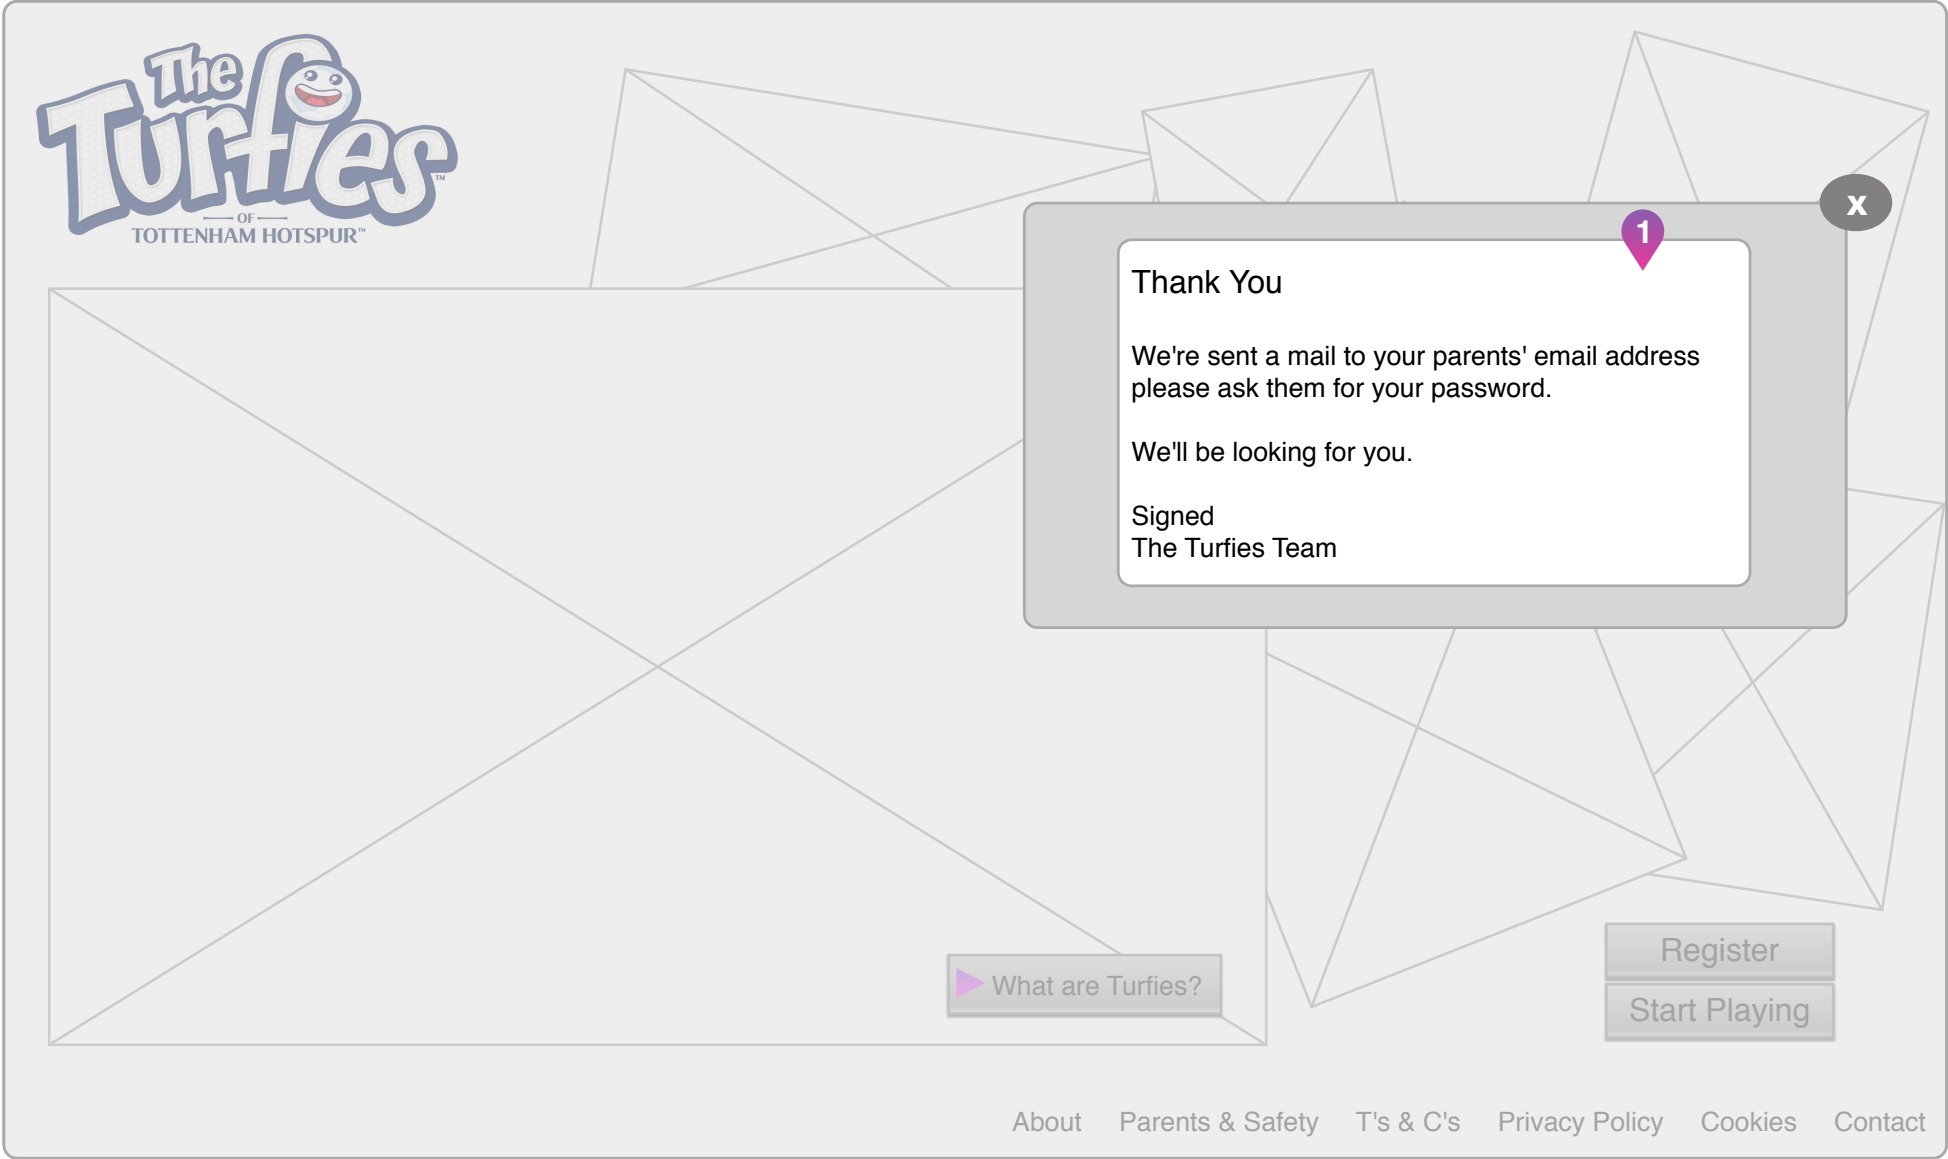 The
Turfies™
OF
TOTTENHAM HOTSPUR™
x
1
Thank You
We're sent a mail to your parents' email address
please ask them for your password.
We'll be looking for you.
Signed
The Turfies Team
What are Turfies?
Register
Start Playing
About Parents & Safety T's & C's Privacy Policy Cookies Contact